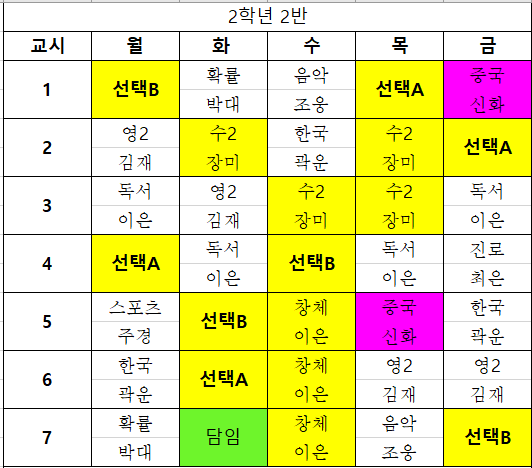 2학년 2반
교시 월 화 수 목 금
1 선택B 확률 음악 선택A 중국
박대 조웅 신화
2 영2 수2 한국 수2 선택A
김재 장미 곽운 장미
3 독서 영2 수2 수2 독서
이은 김재 장미 장미 이은
4 선택A 독서 선택B 독서 진로
이은 이은 최은
5 스포츠 선택B 창체 중국 한국
주경 이은 신화 곽운
6 한국 선택A 창체 영2 영2
곽운 이은 김재 김재
7 확률 담임 창체 음악 선택B
박대 이은 조웅